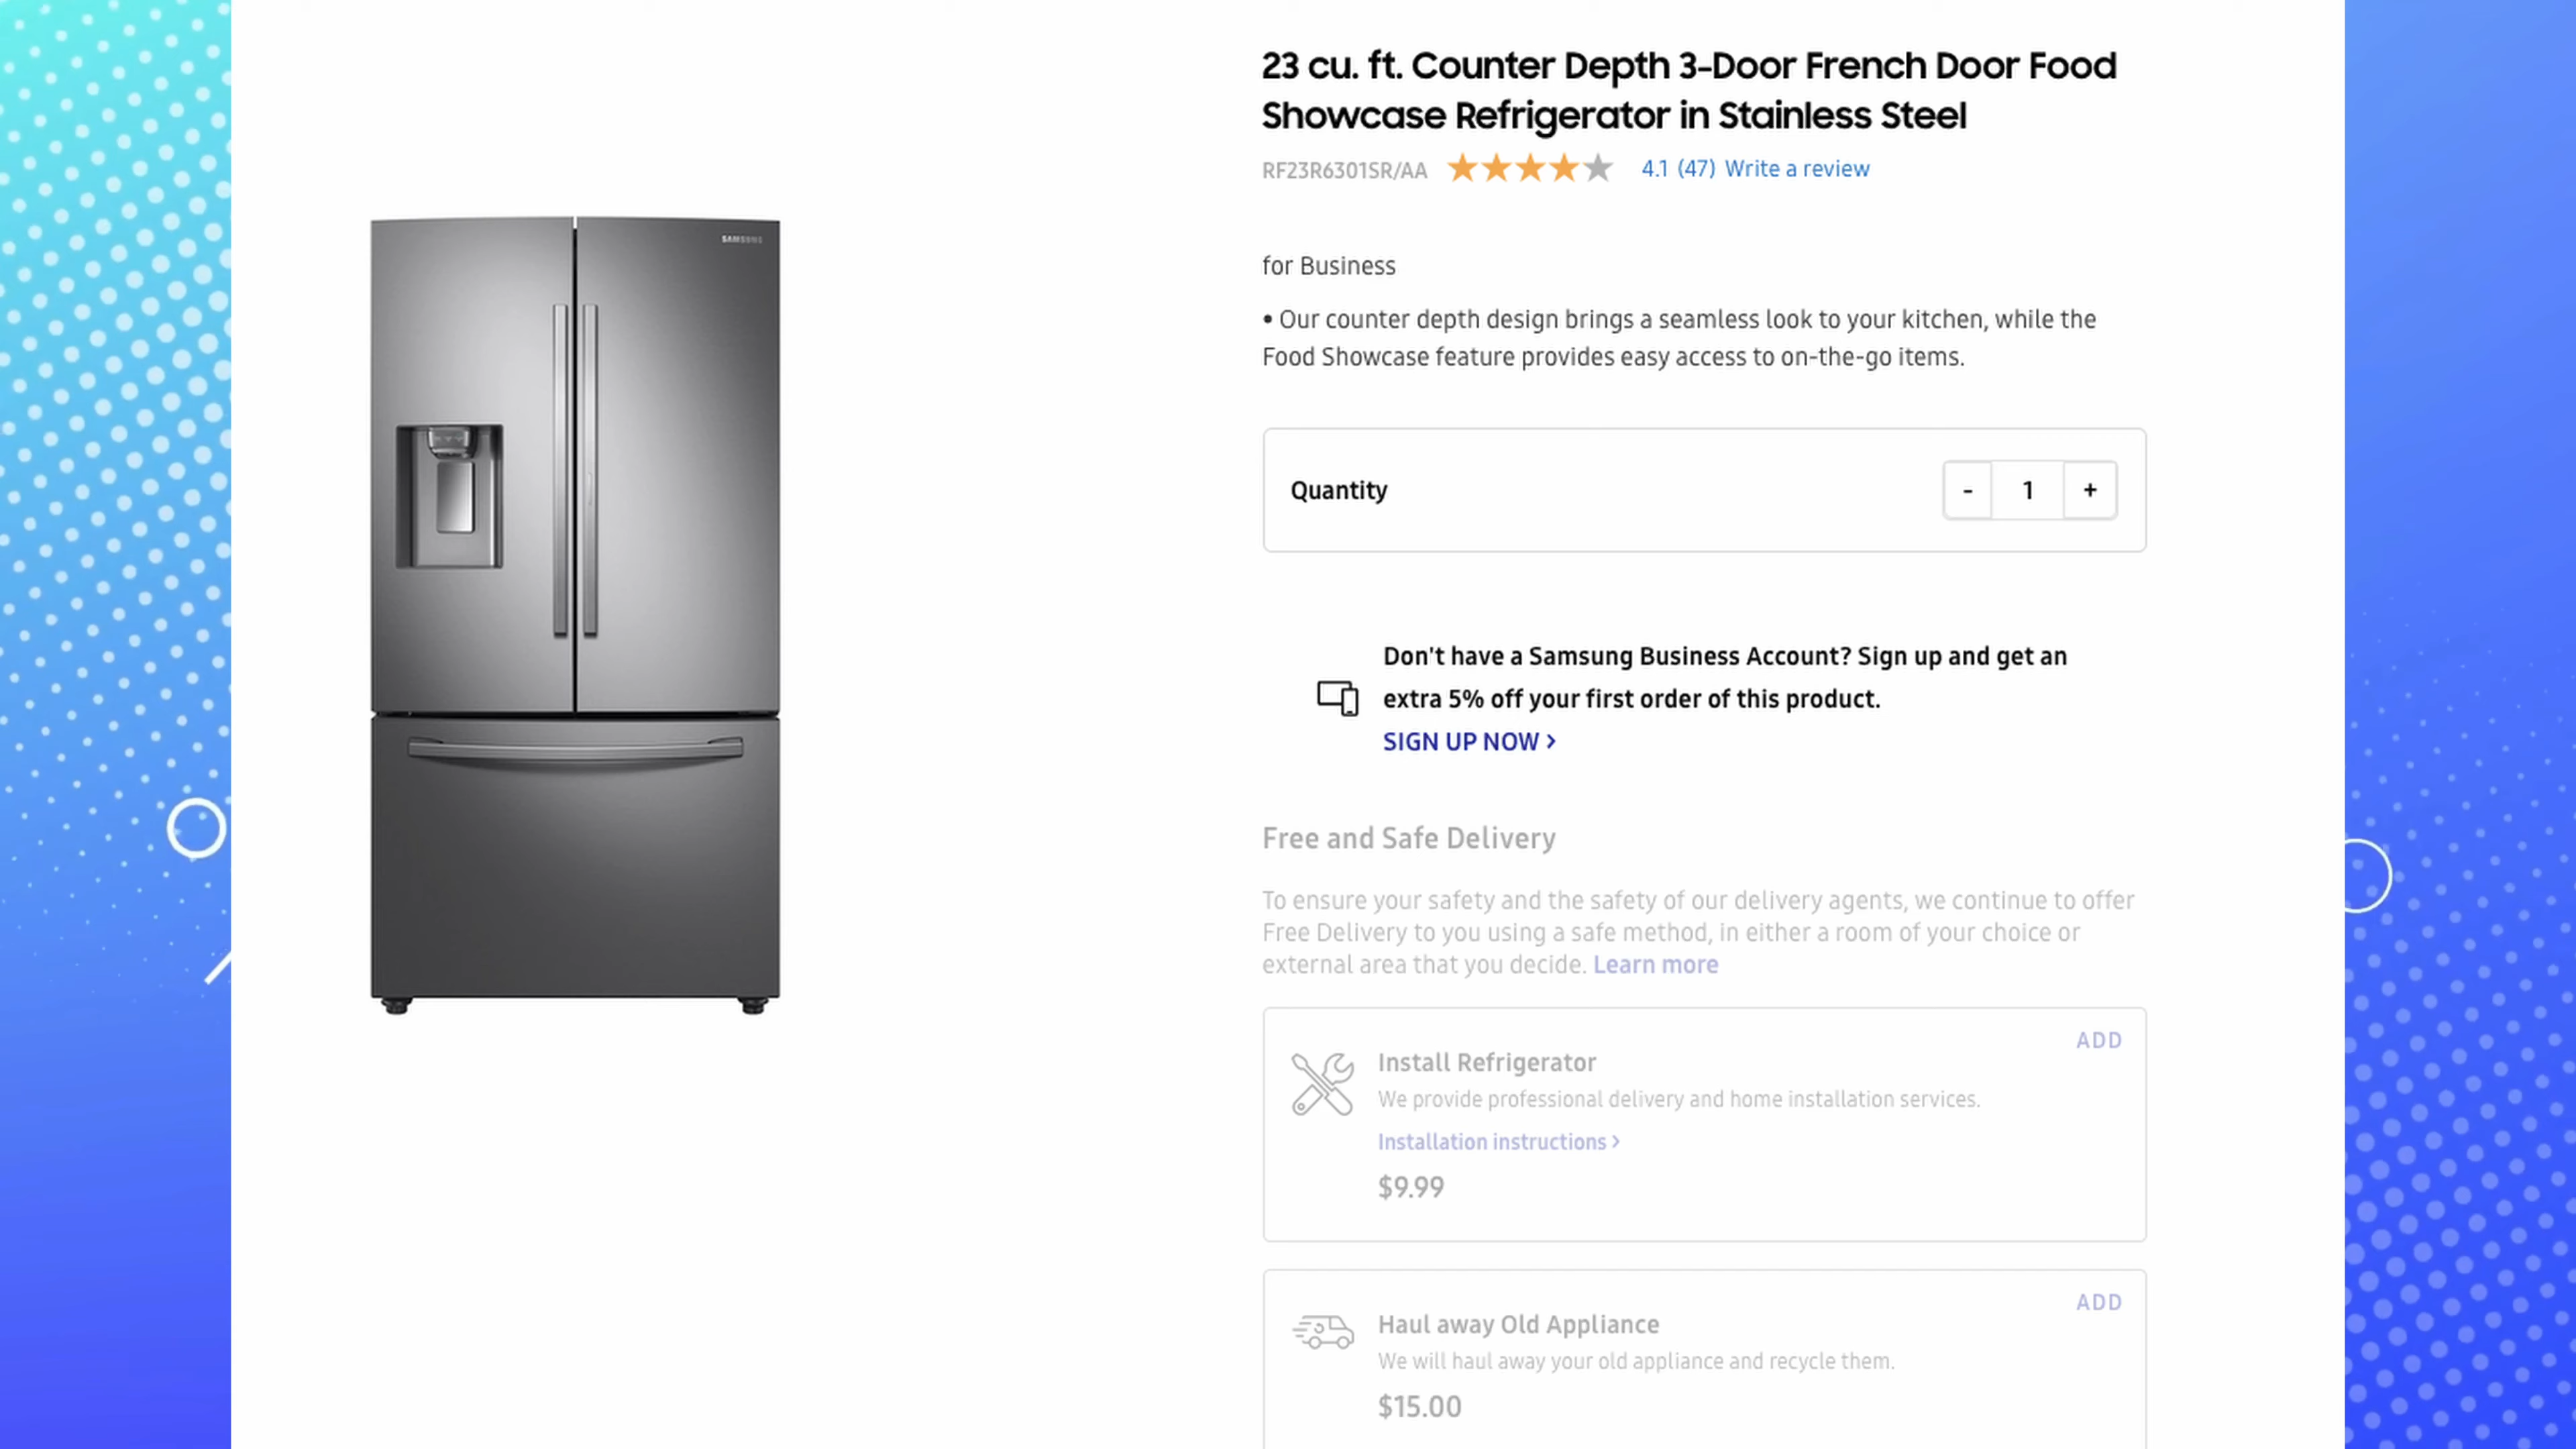 23 cu. ft. Counter Depth 3-Door French Door Food
Showcase Refrigerator in Stainless Steel
RF23R6301SR/AA 4.1 (47) Write a review
SAMSUNG
for Business
• Our counter depth design brings a seamless look to your kitchen, while the
Food Showcase feature provides easy access to on-the-go items.
Quantity - 1 +
Don't have a Samsung Business Account? Sign up and get an
extra 5% off your first order of this product.
SIGN UP NOW >
Free and Safe Delivery
To ensure your safety and the safety of our delivery agents, we continue to offer
Free Delivery to you using a safe method, in either a room of your choice or
external area that you decide. Learn more
ADD
Install Refrigerator
We provide professional delivery and home installation services.
Installation instructions >
$9.99
ADD
Haul away Old Appliance
We will haul away your old appliance and recycle them.
$15.00